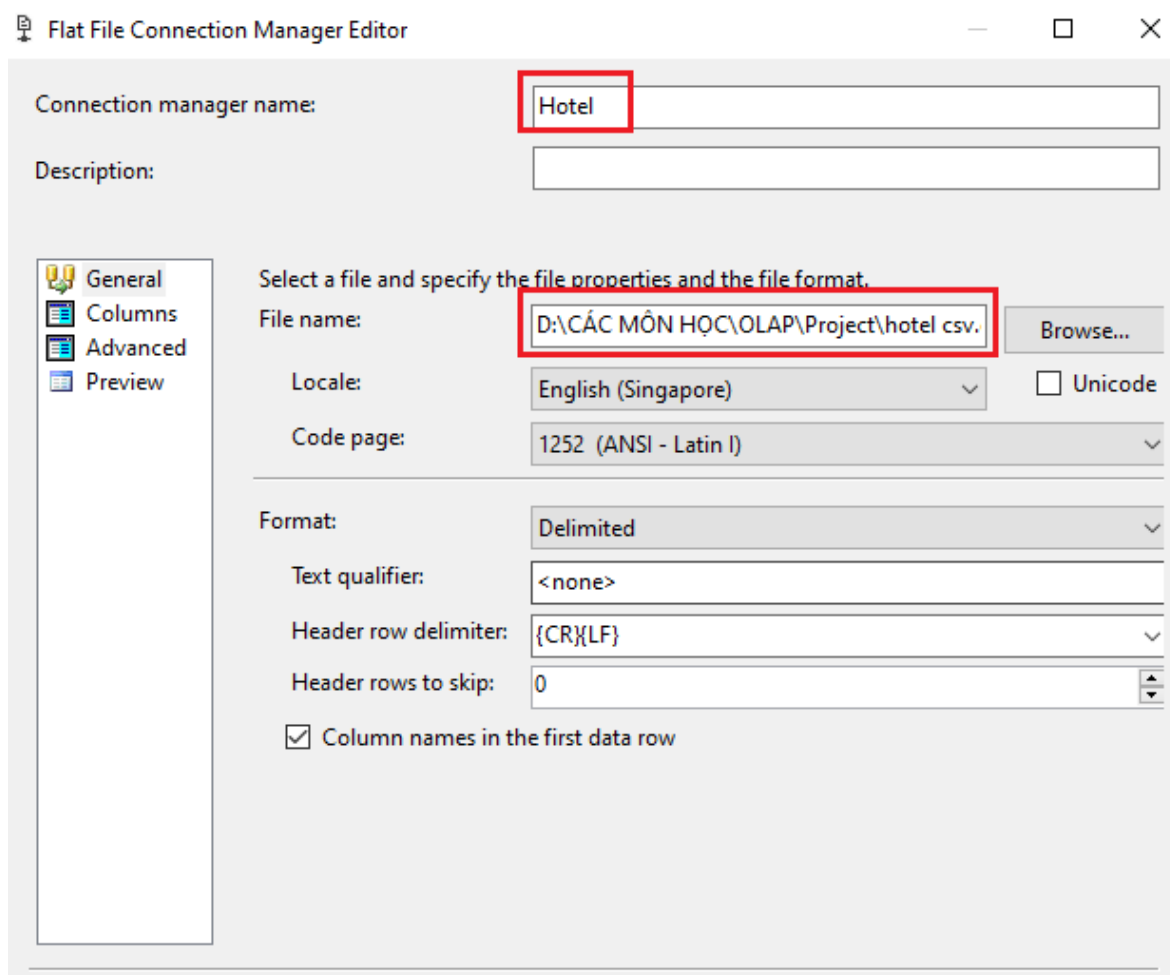 Flat File Connection Manager Editor
Connection manager name: Hotel
Description:
General
Columns
Advanced
Preview
Select a file and specify the file properties and the file format.
File name: D:\CÁC MÔN HỌC\OLAP\Project\hotel csv. Browse...
Locale: English (Singapore) Unicode
Code page: 1252 (ANSI - Latin I)
Format: Delimited
Text qualifier: <none>
Header row delimiter: {CR}{LF}
Header rows to skip: 0
Column names in the first data row